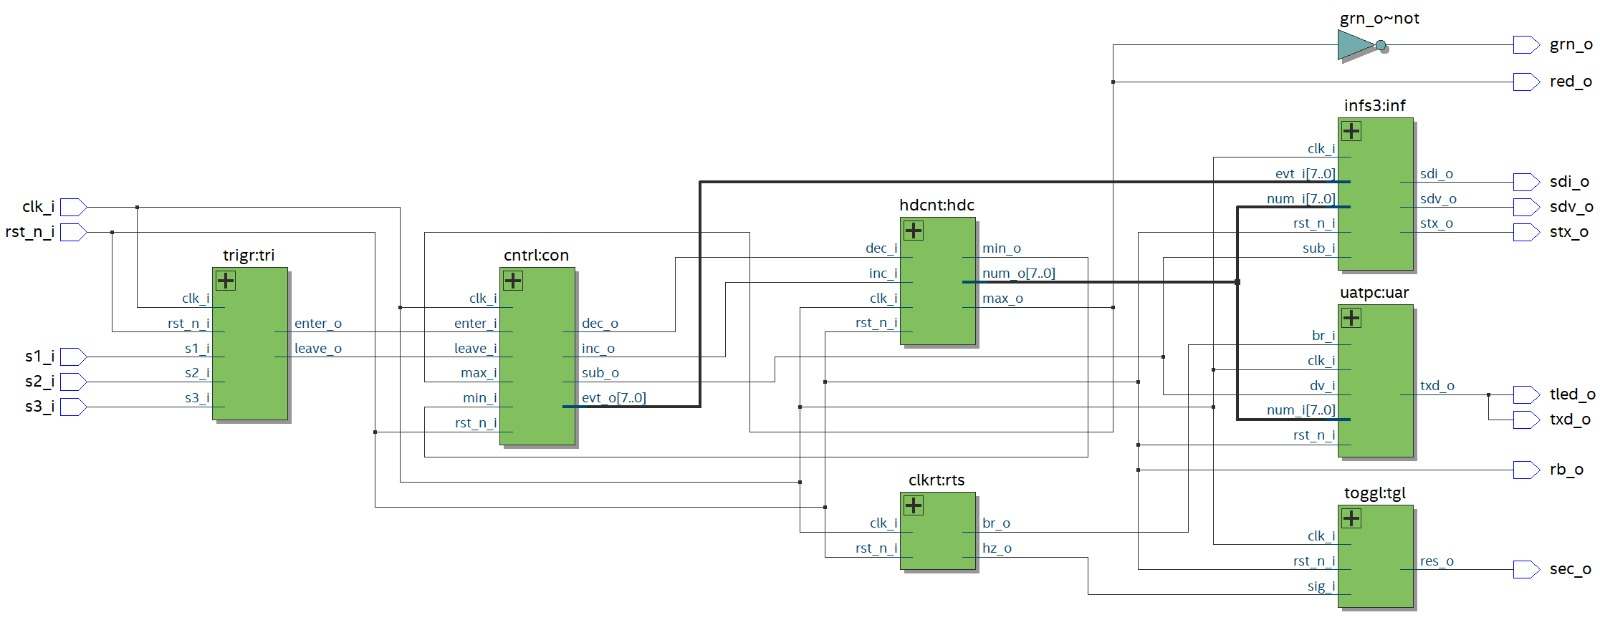 clk_i
rst_n_i
s1_i
s2_i
s3_i
trigr:tri
clk_i
rst_n_i
s1_i
s2_i
s3_i
enter_o
leave_o
cntrl:con
clk_i
enter_i
leave_i
max_i
min_i
rst_n_i
dec_o
inc_o
sub_o
evt_o[7..0]
hdcnt:hdc
dec_i
inc_i
clk_i
rst_n_i
min_o
num_o[7..0]
max_o
clkrt:rts
clk_i
rst_n_i
br_o
hz_o
grn_o~not
infs3:inf
clk_i
evt_i[7..0]
num_i[7..0]
rst_n_i
sub_i
sdi_o
sdv_o
stx_o
uatpc:uar
br_i
clk_i
dv_i
num_i[7..0]
rst_n_i
txd_o
toggl:tgl
clk_i
rst_n_i
sig_i
res_o
grn_o
red_o
sdi_o
sdv_o
stx_o
tled_o
txd_o
rb_o
sec_o